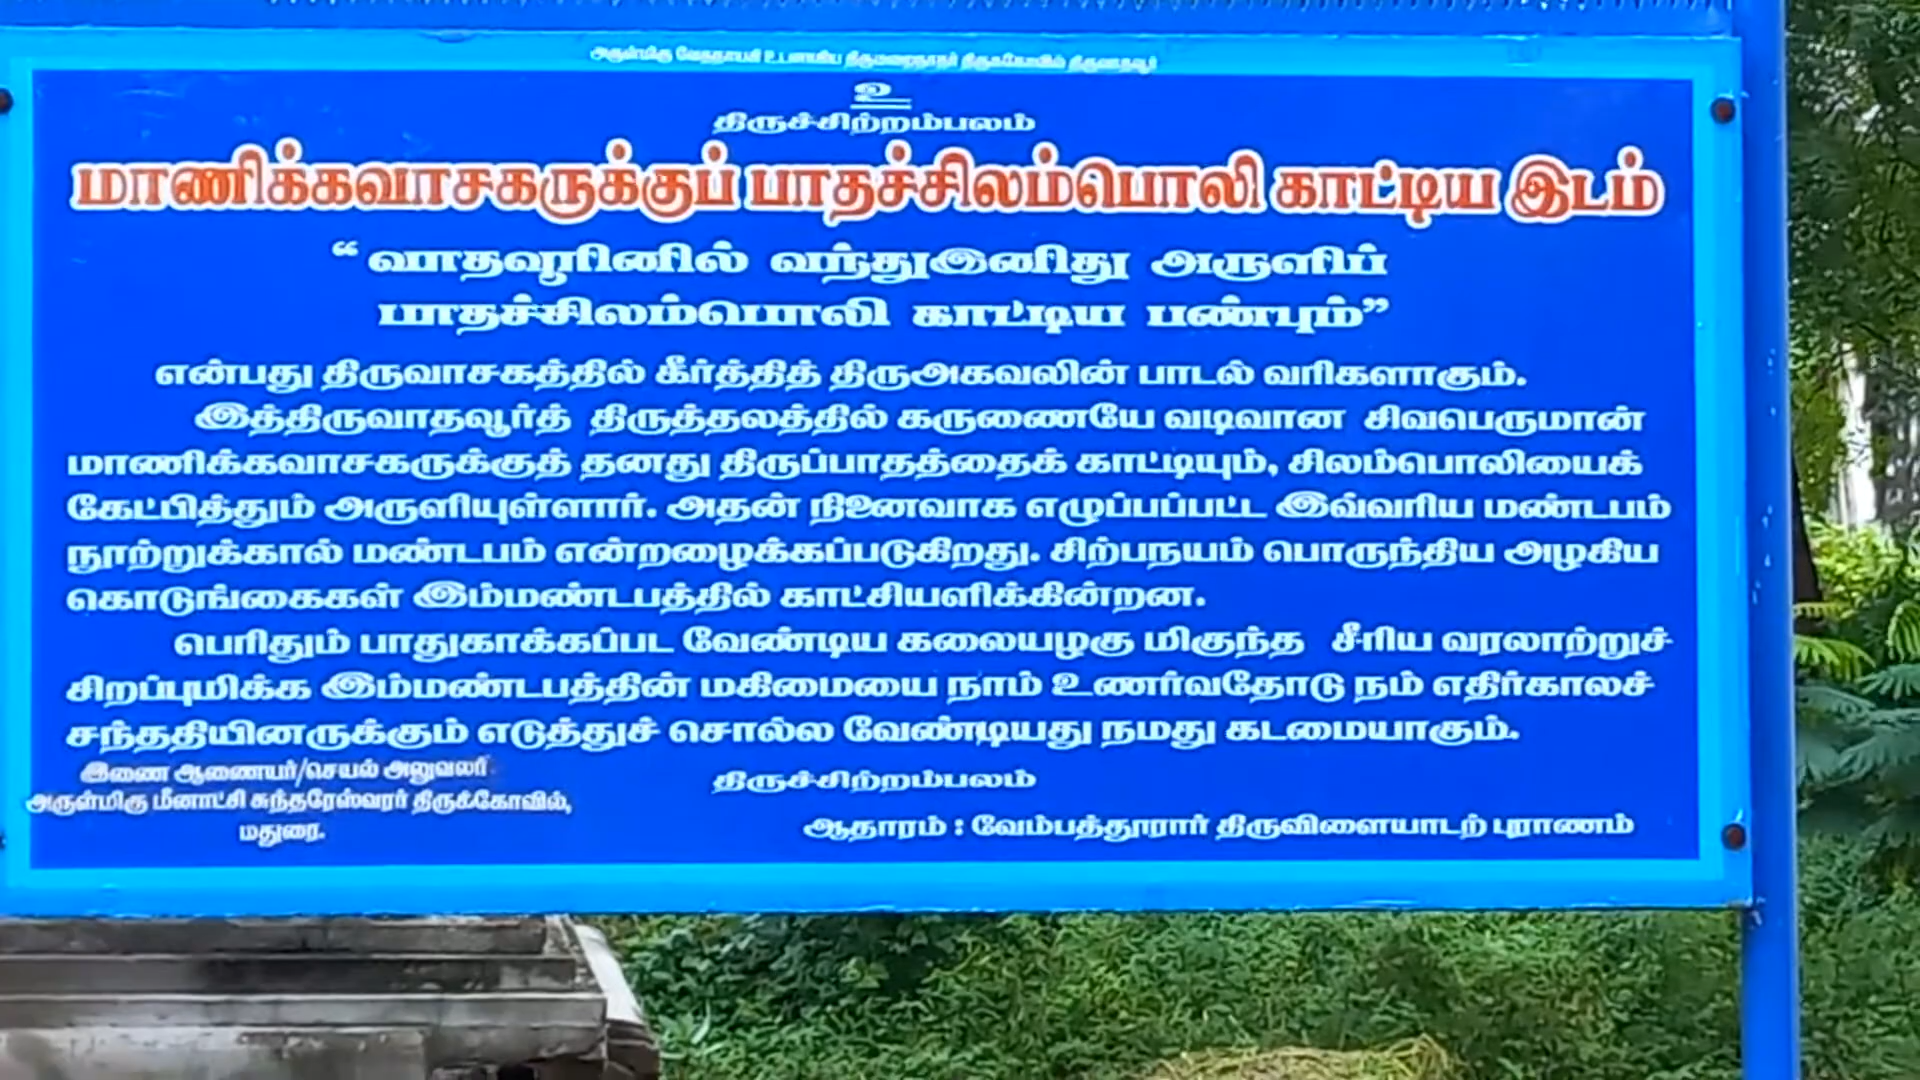 அருள்மிகு வேதநாயகி உடனாகிய திருமறைநாதர் திருக்கோவில் திருவாதவூர்
உ
திருச்சிற்றம்பலம்
மாணிக்கவாசகருக்குப் பாதச்சிலம்பொலி காட்டிய இடம்
“ வாதவூரினில் வந்துஇனிது அருளிப்
பாதச்சிலம்பொலி காட்டிய பண்பும்”
என்பது திருவாசகத்தில் கீர்த்தித் திருஅகவலின் பாடல் வரிகளாகும்.
இத்திருவாதவூர்த் திருத்தலத்தில் கருணையே வடிவான சிவபெருமான்
மாணிக்கவாசகருக்குத் தனது திருப்பாதத்தைக் காட்டியும், சிலம்பொலியைக்
கேட்பித்தும் அருளியுள்ளார். அதன் நினைவாக எழுப்பப்பட்ட இவ்வரிய மண்டபம்
நூற்றுக்கால் மண்டபம் என்றழைக்கப்படுகிறது. சிற்பநயம் பொருந்திய அழகிய
கொடுங்கைகள் இம்மண்டபத்தில் காட்சியளிக்கின்றன.
பெரிதும் பாதுகாக்கப்பட வேண்டிய கலையழகு மிகுந்த சீரிய வரலாற்றுச்
சிறப்புமிக்க இம்மண்டபத்தின் மகிமையை நாம் உணர்வதோடு நம் எதிர்காலச்
சந்ததியினருக்கும் எடுத்துச் சொல்ல வேண்டியது நமது கடமையாகும்.
இணை ஆணையர்/செயல் அலுவலர்
அருள்மிகு மீனாட்சி சுந்தரேஸ்வரர் திருக்கோவில்,
மதுரை.
திருச்சிற்றம்பலம்
ஆதாரம் : வேம்பத்தூரார் திருவிளையாடற் புராணம்